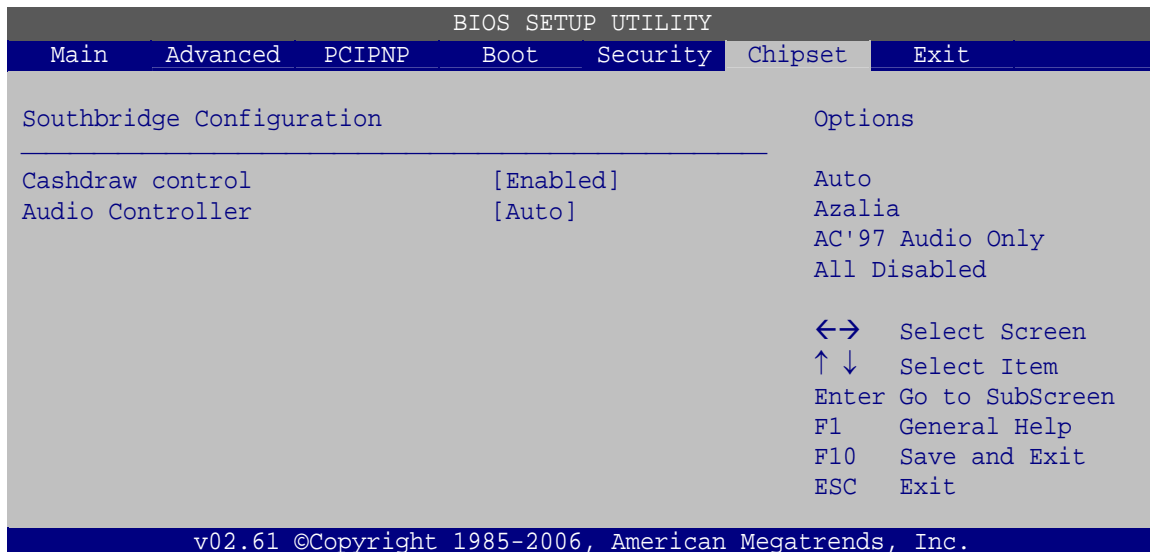 BIOS SETUP UTILITY
Main Advanced PCIPNP Boot Security Chipset Exit
Southbridge Configuration
Cashdraw control [Enabled]
Audio Controller [Auto]
Options
Auto
Azalia
AC'97 Audio Only
All Disabled
←→ Select Screen
↑ ↓ Select Item
Enter Go to SubScreen
F1 General Help
F10 Save and Exit
ESC Exit
v02.61 ©Copyright 1985-2006, American Megatrends, Inc.